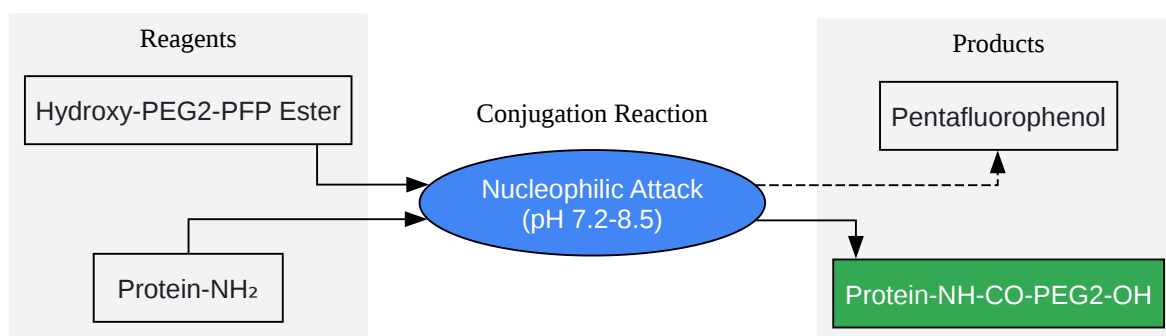 Reagents
Hydroxy-PEG2-PFP Ester
Protein-NH₂
Conjugation Reaction
Nucleophilic Attack
(pH 7.2-8.5)
Products
Pentafluorophenol
Protein-NH-CO-PEG2-OH